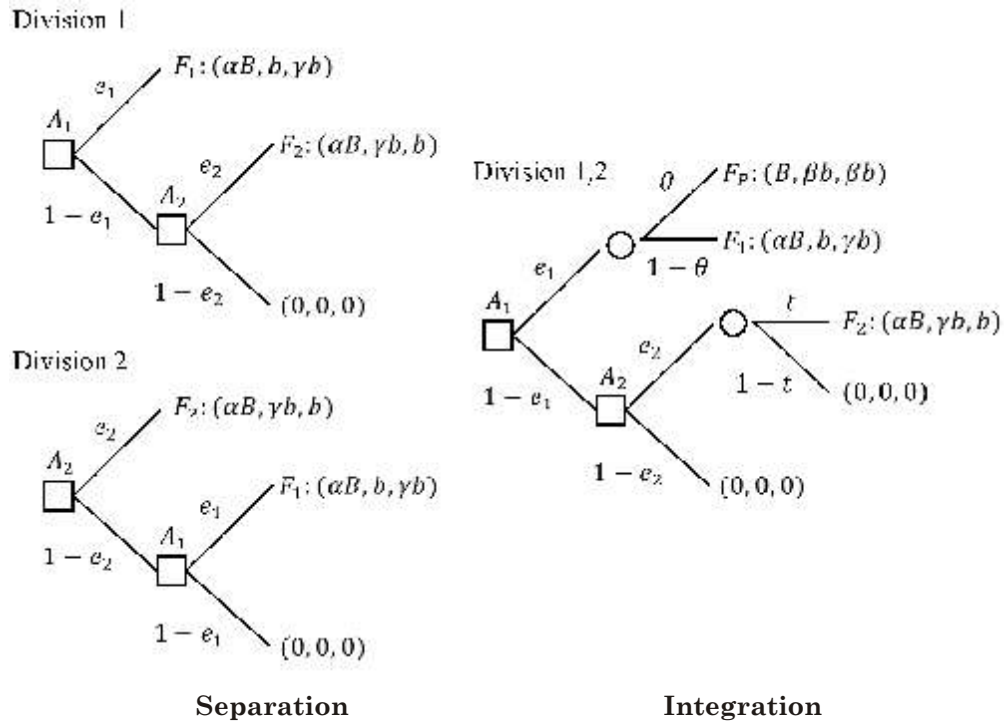 Division 1
F₁: (αB, b, γb)
e₁
A₁
F₂: (αB, γb, b)
e₂
1 − e₁
A₂
1 − e₂
(0, 0, 0)
Division 2
F₂: (αB, γb, b)
e₂
A₂
F₁: (αB, b, γb)
e₁
1 − e₂
A₁
1 − e₁
(0, 0, 0)
Separation
Division 1,2
θ
F_P: (B, βb, βb)
F₁: (αB, b, γb)
e₁
1 − θ
A₁
t
F₂: (αB, γb, b)
e₂
1 − e₁
A₂
1 − t
(0, 0, 0)
1 − e₂
(0, 0, 0)
Integration